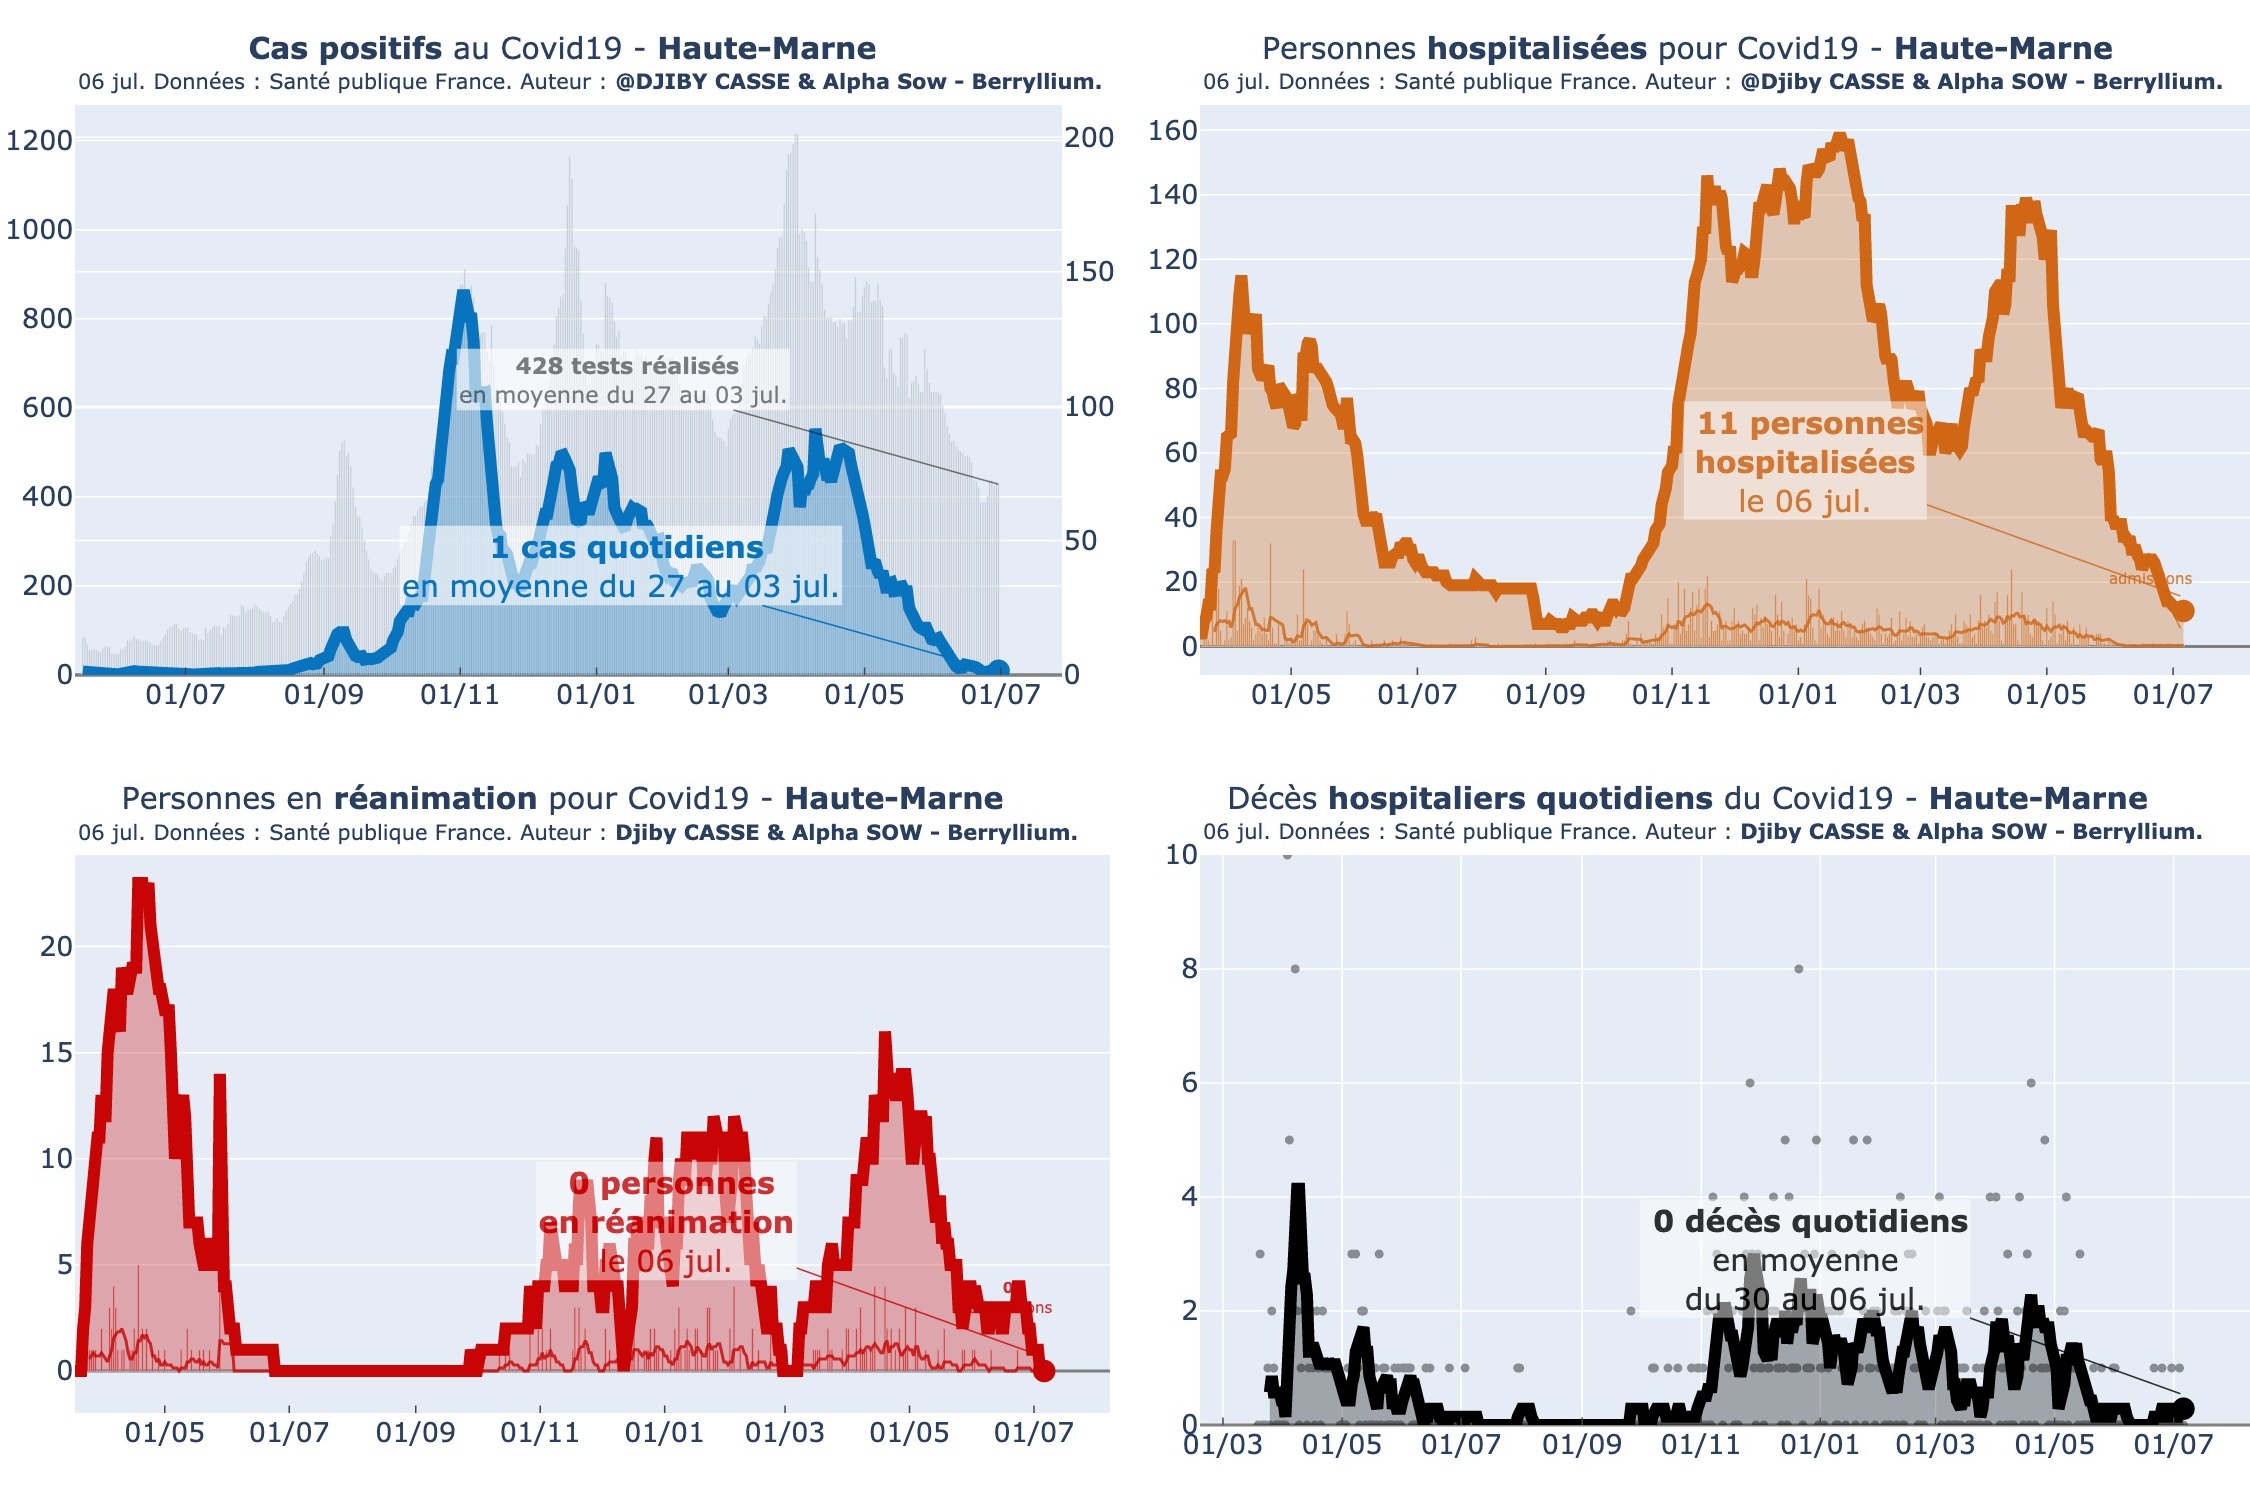 Cas positifs au Covid19 - Haute-Marne
06 jul. Données : Santé publique France. Auteur : @DJIBY CASSE & Alpha Sow - Berryllium.
1200
1000
800
600
400
200
0
200
150
100
50
0
428 tests réalisés
en moyenne du 27 au 03 jul.
1 cas quotidiens
en moyenne du 27 au 03 jul.
01/07 01/09 01/11 01/01 01/03 01/05 01/07
Personnes hospitalisées pour Covid19 - Haute-Marne
06 jul. Données : Santé publique France. Auteur : @Djiby CASSE & Alpha SOW - Berryllium.
160
140
120
100
80
60
40
20
0
11 personnes
hospitalisées
le 06 jul.
admissions
01/05 01/07 01/09 01/11 01/01 01/03 01/05 01/07
Personnes en réanimation pour Covid19 - Haute-Marne
06 jul. Données : Santé publique France. Auteur : Djiby CASSE & Alpha SOW - Berryllium.
20
15
10
5
0
0 personnes
en réanimation
le 06 jul.
01/05 01/07 01/09 01/11 01/01 01/03 01/05 01/07
Décès hospitaliers quotidiens du Covid19 - Haute-Marne
06 jul. Données : Santé publique France. Auteur : Djiby CASSE & Alpha SOW - Berryllium.
10
8
6
4
2
0
0 décès quotidiens
en moyenne
du 30 au 06 jul.
01/03 01/05 01/07 01/09 01/11 01/01 01/03 01/05 01/07